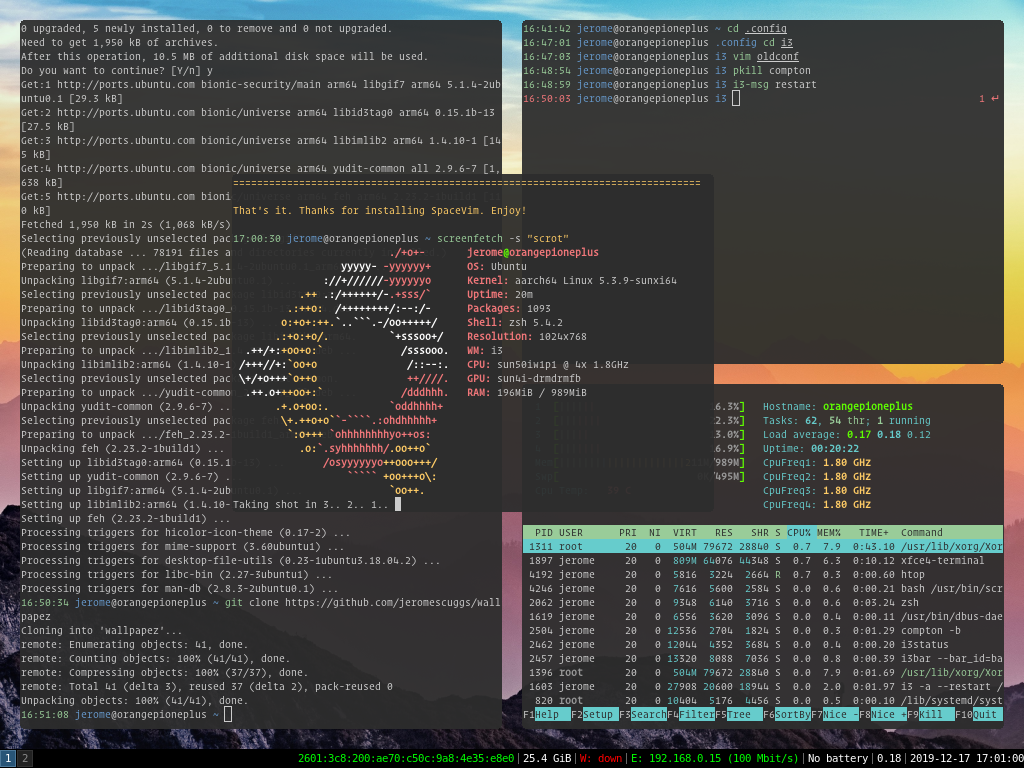 0 upgraded, 5 newly installed, 0 to remove and 0 not upgraded.
Need to get 1,950 kB of archives.
After this operation, 10.5 MB of additional disk space will be used.
Do you want to continue? [Y/n] y
Get:1 http://ports.ubuntu.com bionic-security/main arm64 libgif7 arm64 5.1.4-2ub
untu0.1 [29.3 kB]
Get:2 http://ports.ubuntu.com bionic/universe arm64 libid3tag0 arm64 0.15.1b-13
[27.5 kB]
Get:3 http://ports.ubuntu.com bionic/universe arm64 libimlib2 arm64 1.4.10-1 [14
5 kB]
Get:4 http://ports.ubuntu.com bionic/universe arm64 yudit-common all 2.9.6-7 [1,
638 kB]
Get:5 http://ports.ubuntu.com bioni
0 kB]
Fetched 1,950 kB in 2s (1,068 kB/s)
Selecting previously unselected pac
(Reading database ... 78191 files a
Preparing to unpack .../libgif7_5.1
Unpacking libgif7:arm64 (5.1.4-2ub
Selecting previously unselected pac
Preparing to unpack .../libid3tag0_
Unpacking libid3tag0:arm64 (0.15.1b
Selecting previously unselected pac
Preparing to unpack .../libimlib2_1
Unpacking libimlib2:arm64 (1.4.10-1
Selecting previously unselected pac
Preparing to unpack .../yudit-commo
Unpacking yudit-common (2.9.6-7) ..
Selecting previously unselected pac
Preparing to unpack .../feh_2.23.2-
Unpacking feh (2.23.2-1build1) ...
Setting up libid3tag0:arm64 (0.15.1
Setting up yudit-common (2.9.6-7) .
Setting up libgif7:arm64 (5.1.4-2ub
Setting up libimlib2:arm64 (1.4.10-
Setting up feh (2.23.2-1build1) ...
Processing triggers for hicolor-icon-theme (0.17-2) ...
Processing triggers for mime-support (3.60ubuntu1) ...
Processing triggers for desktop-file-utils (0.23-1ubuntu3.18.04.2) ...
Processing triggers for libc-bin (2.27-3ubuntu1) ...
Processing triggers for man-db (2.8.3-2ubuntu0.1) ...
16:50:34 jerome@orangepioneplus ~ git clone https://github.com/jeromescuggs/wall
papez
Cloning into 'wallpapez'...
remote: Enumerating objects: 41, done.
remote: Counting objects: 100% (41/41), done.
remote: Compressing objects: 100% (37/37), done.
remote: Total 41 (delta 3), reused 37 (delta 2), pack-reused 0
Unpacking objects: 100% (41/41), done.
16:51:08 jerome@orangepioneplus ~
16:41:42 jerome@orangepioneplus ~ cd .config
16:47:01 jerome@orangepioneplus .config cd i3
16:47:03 jerome@orangepioneplus i3 vim oldconf
16:48:54 jerome@orangepioneplus i3 pkill compton
16:48:59 jerome@orangepioneplus i3 i3-msg restart
16:50:03 jerome@orangepioneplus i3 1 ↵
That's it. Thanks for installing SpaceVim. Enjoy!
17:00:30 jerome@orangepioneplus ~ screenfetch -s "scrot"
jerome@orangepioneplus
OS: Ubuntu
Kernel: aarch64 Linux 5.3.9-sunxi64
Uptime: 20m
Packages: 1093
Shell: zsh 5.4.2
Resolution: 1024x768
WM: i3
CPU: sun50iw1p1 @ 4x 1.8GHz
GPU: sun4i-drmdrmfb
RAM: 196MiB / 989MiB
Taking shot in 3.. 2.. 1..
6.3%]
2.3%]
3.0%]
6.9%]
/989M]
/495M]
Hostname: orangepioneplus
Tasks: 62, 54 thr; 1 running
Load average: 0.17 0.18 0.12
Uptime: 00:20:22
CpuFreq1: 1.80 GHz
CpuFreq2: 1.80 GHz
CpuFreq3: 1.80 GHz
CpuFreq4: 1.80 GHz
PID USER PRI NI VIRT RES SHR S CPU% MEM% TIME+ Command
1311 root 20 0 504M 79672 28840 S 0.7 7.9 0:43.10 /usr/lib/xorg/Xor
1897 jerome 20 0 809M 64076 44348 S 0.7 6.3 0:10.12 xfce4-terminal
4192 jerome 20 0 5816 3224 2664 R 0.7 0.3 0:00.60 htop
4246 jerome 20 0 7616 5600 2584 S 0.0 0.6 0:00.21 bash /usr/bin/scr
2062 jerome 20 0 9348 6140 3716 S 0.0 0.6 0:03.24 zsh
1619 jerome 20 0 6556 3620 3096 S 0.0 0.4 0:00.11 /usr/bin/dbus-dae
2504 jerome 20 0 12536 2704 1824 S 0.0 0.3 0:01.29 compton -b
2462 jerome 20 0 12044 4352 3684 S 0.0 0.4 0:00.20 i3status
2457 jerome 20 0 13320 8088 7036 S 0.0 0.8 0:00.39 i3bar --bar_id=ba
1396 root 20 0 504M 79672 28840 S 0.0 7.9 0:01.69 /usr/lib/xorg/Xor
1603 jerome 20 0 27908 20600 18944 S 0.0 2.0 0:01.97 i3 -a --restart /
820 root 20 0 10404 5176 4456 S 0.0 0.5 0:00.10 /lib/systemd/syst
F1Help F2Setup F3SearchF4FilterF5Tree F6SortByF7Nice -F8Nice +F9Kill F10Quit
1 2 2601:3c8:200:ae70:c50c:9a8:4e35:e8e0 | 25.4 GiB | W: down | E: 192.168.0.15 (100 Mbit/s) | No battery | 0.18 | 2019-12-17 17:01:00